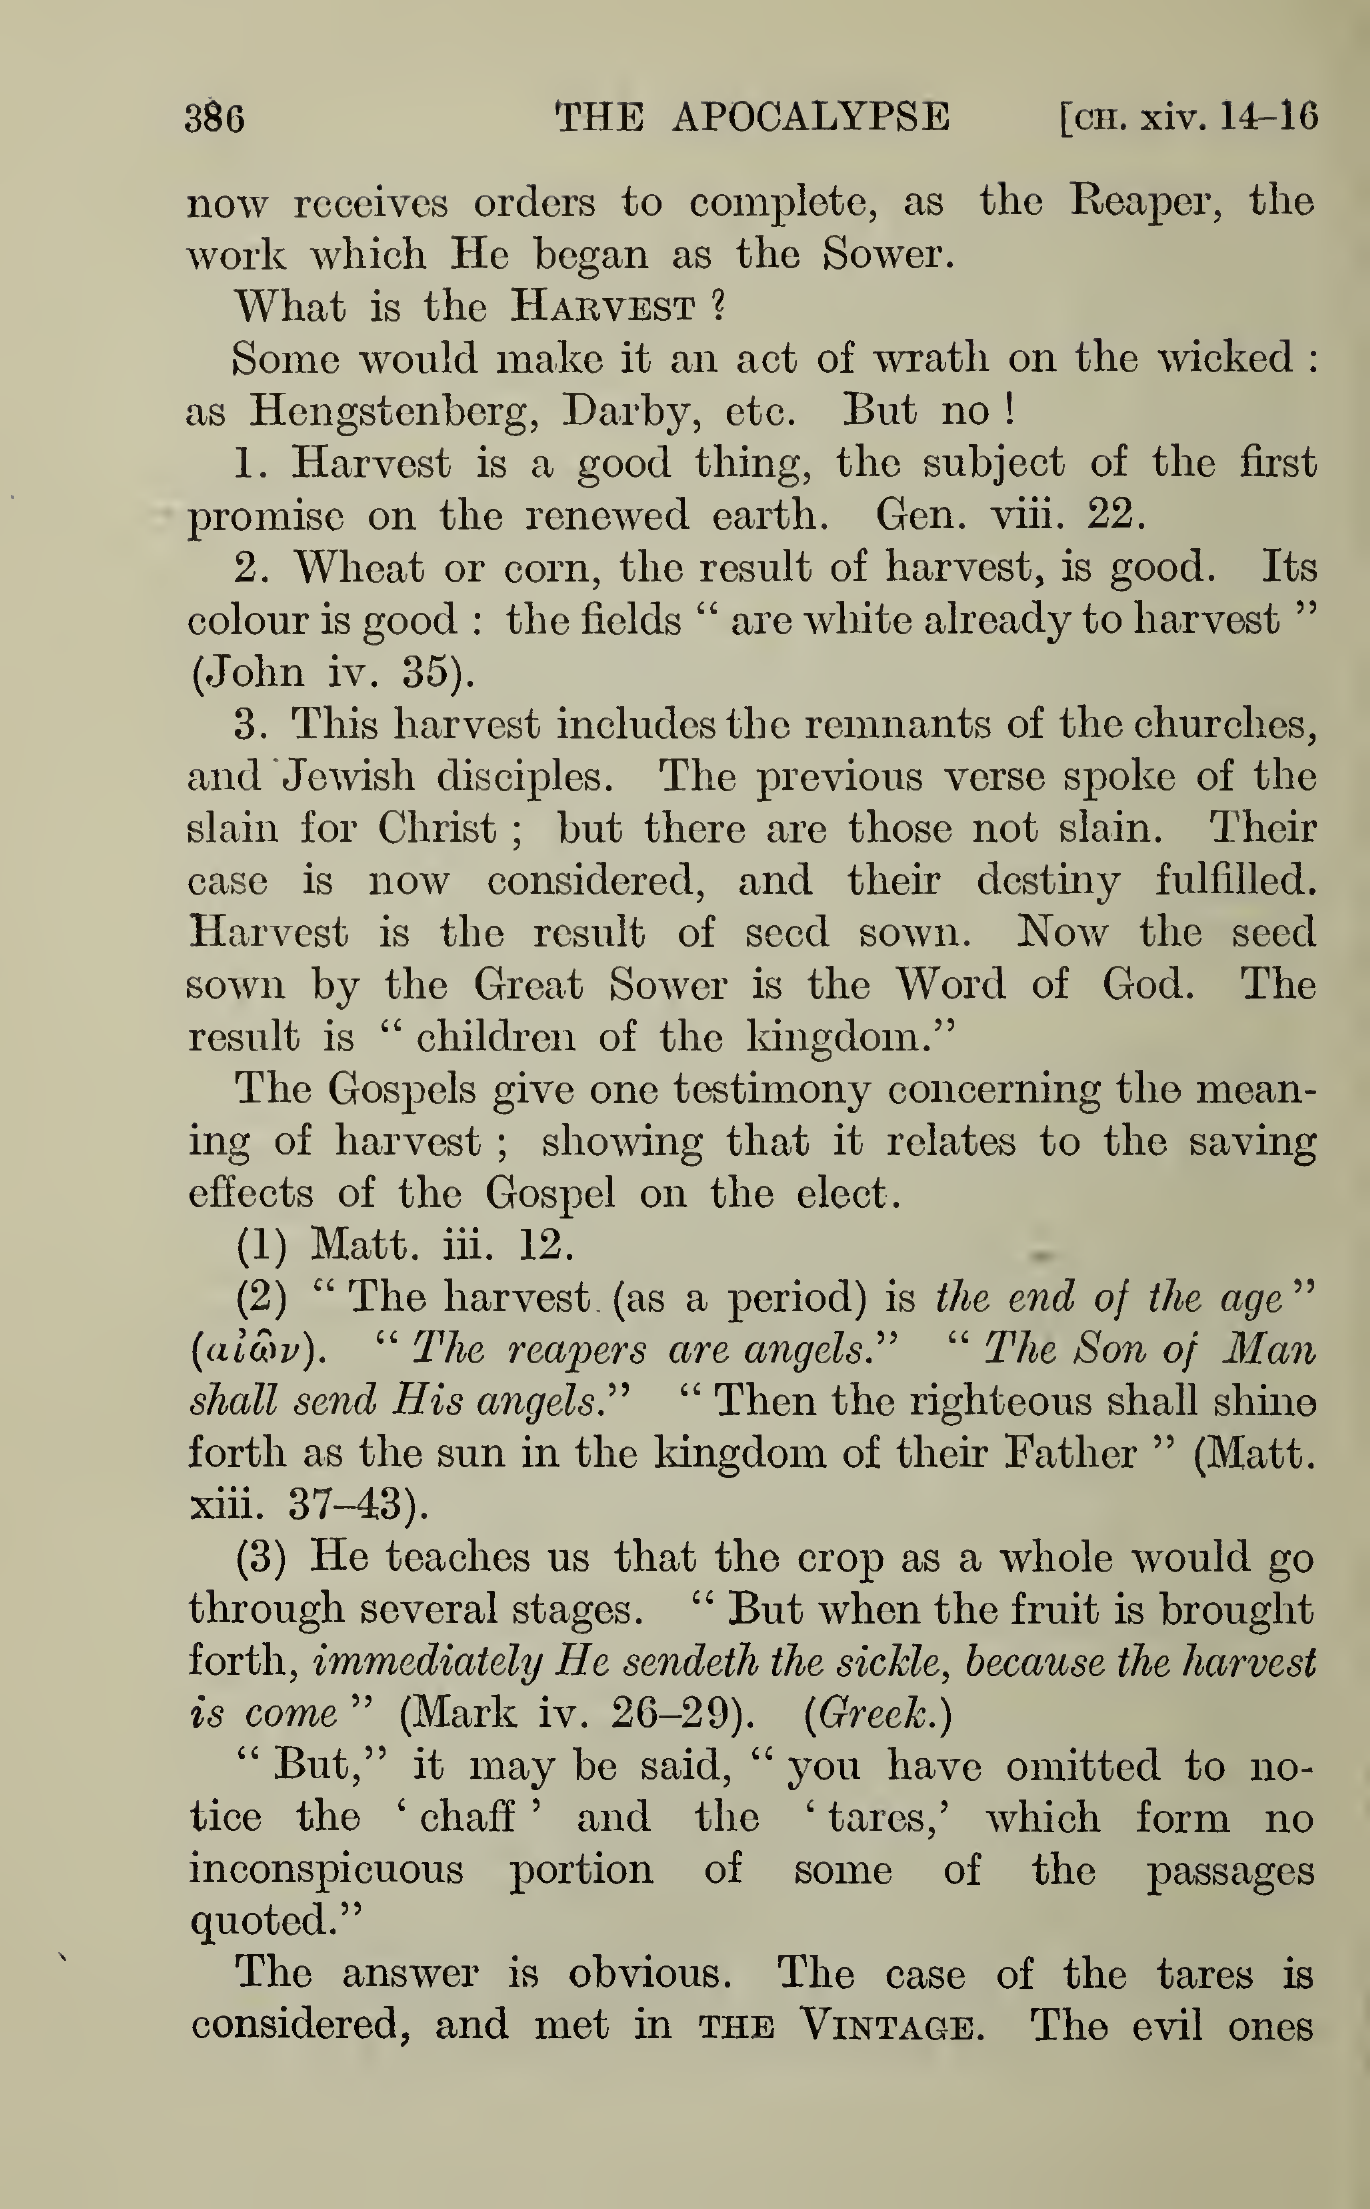 386 THE APOCALYPSE [CH. xiv. 14–16
now receives orders to complete, as the Reaper, the
work which He began as the Sower.
What is the HARVEST ?
Some would make it an act of wrath on the wicked :
as Hengstenberg, Darby, etc. But no !
1. Harvest is a good thing, the subject of the first
promise on the renewed earth. Gen. viii. 22.
2. Wheat or corn, the result of harvest, is good. Its
colour is good : the fields “ are white already to harvest ”
(John iv. 35).
3. This harvest includes the remnants of the churches,
and Jewish disciples. The previous verse spoke of the
slain for Christ ; but there are those not slain. Their
case is now considered, and their destiny fulfilled.
Harvest is the result of seed sown. Now the seed
sown by the Great Sower is the Word of God. The
result is “ children of the kingdom.”
The Gospels give one testimony concerning the mean-
ing of harvest ; showing that it relates to the saving
effects of the Gospel on the elect.
(1) Matt. iii. 12.
(2) “ The harvest (as a period) is the end of the age ”
(αἰῶν). “ The reapers are angels.” “ The Son of Man
shall send His angels.” “ Then the righteous shall shine
forth as the sun in the kingdom of their Father ” (Matt.
xiii. 37–43).
(3) He teaches us that the crop as a whole would go
through several stages. “ But when the fruit is brought
forth, immediately He sendeth the sickle, because the harvest
is come ” (Mark iv. 26–29). (Greek.)
“ But,” it may be said, “ you have omitted to no-
tice the ‘ chaff ’ and the ‘ tares,’ which form no
inconspicuous portion of some of the passages
quoted.”
The answer is obvious. The case of the tares is
considered, and met in THE VINTAGE. The evil ones